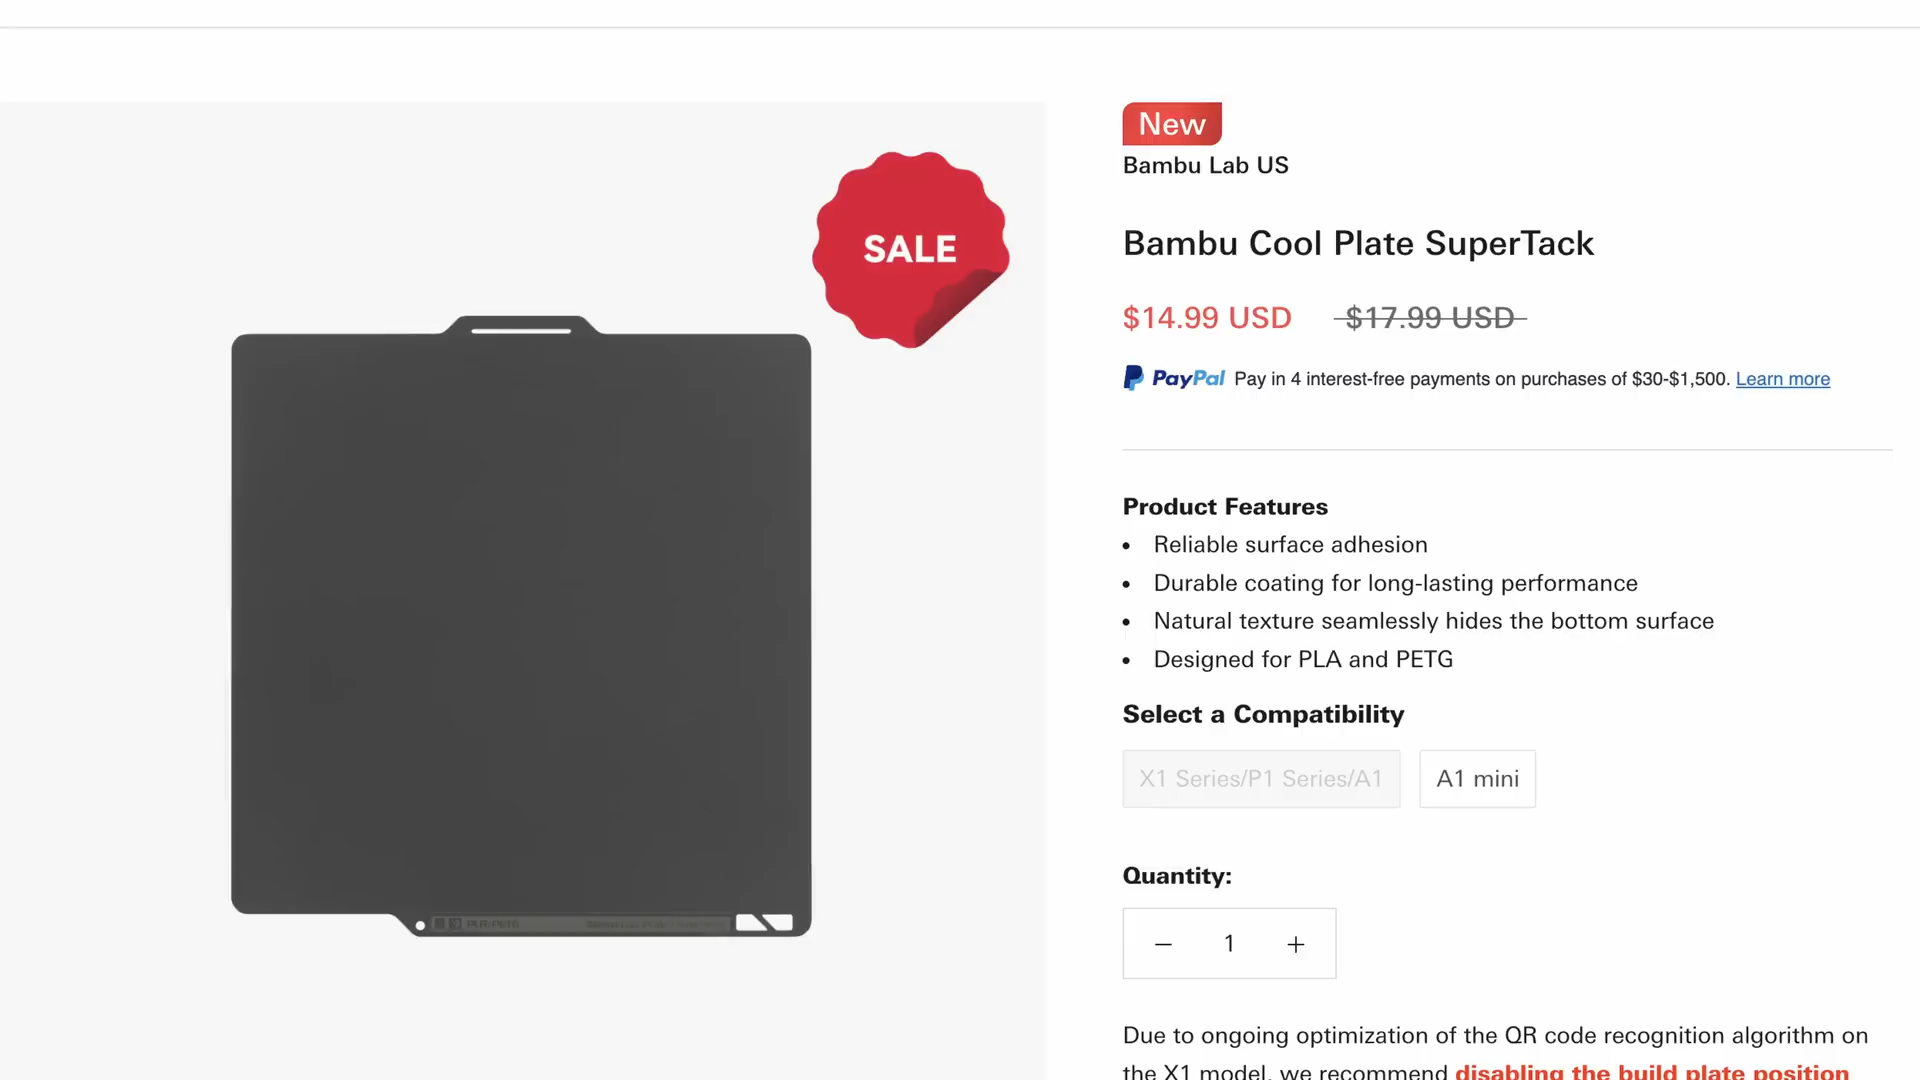 SALE
PLA/PETG
New
Bambu Lab US
Bambu Cool Plate SuperTack
$14.99 USD $17.99 USD
PayPal Pay in 4 interest-free payments on purchases of $30-$1,500. Learn more
Product Features
• Reliable surface adhesion
• Durable coating for long-lasting performance
• Natural texture seamlessly hides the bottom surface
• Designed for PLA and PETG
Select a Compatibility
X1 Series/P1 Series/A1 A1 mini
Quantity:
− 1 +
Due to ongoing optimization of the QR code recognition algorithm on
the X1 model, we recommend disabling the build plate position